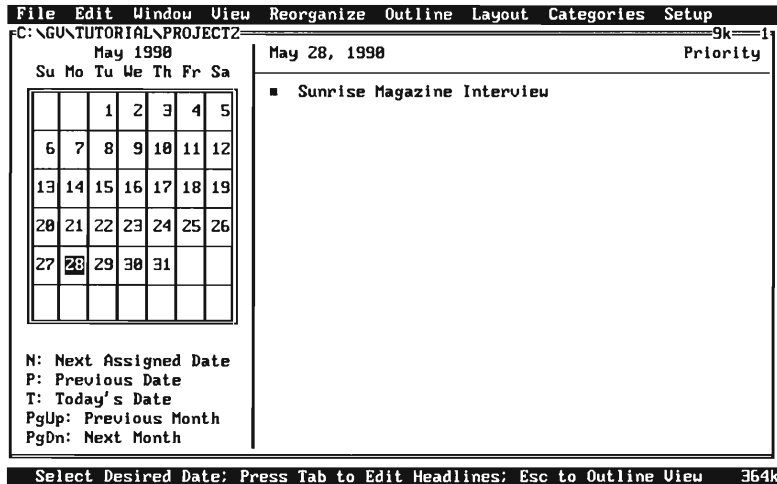 File Edit Window View Reorganize Outline Layout Categories Setup
C:\GV\TUTORIAL\PROJECT2 9k 1
May 1990
Su Mo Tu We Th Fr Sa
1 2 3 4 5
6 7 8 9 10 11 12
13 14 15 16 17 18 19
20 21 22 23 24 25 26
27 28 29 30 31
N: Next Assigned Date
P: Previous Date
T: Today's Date
PgUp: Previous Month
PgDn: Next Month
May 28, 1990 Priority
■ Sunrise Magazine Interview
Select Desired Date; Press Tab to Edit Headlines; Esc to Outline View 364k